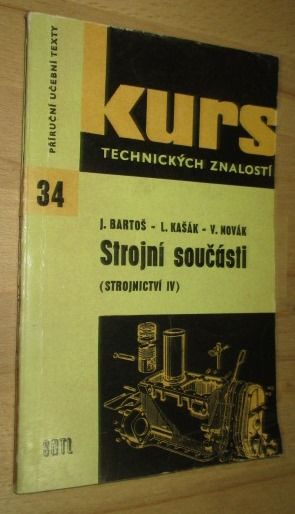 PŘÍRUČNÍ UČEBNÍ TEXTY
kurs
TECHNICKÝCH ZNALOSTÍ
34
J. BARTOŠ - L. KAŠÁK - V. NOVÁK
Strojní součásti
(STROJNICTVÍ IV)
SNTL